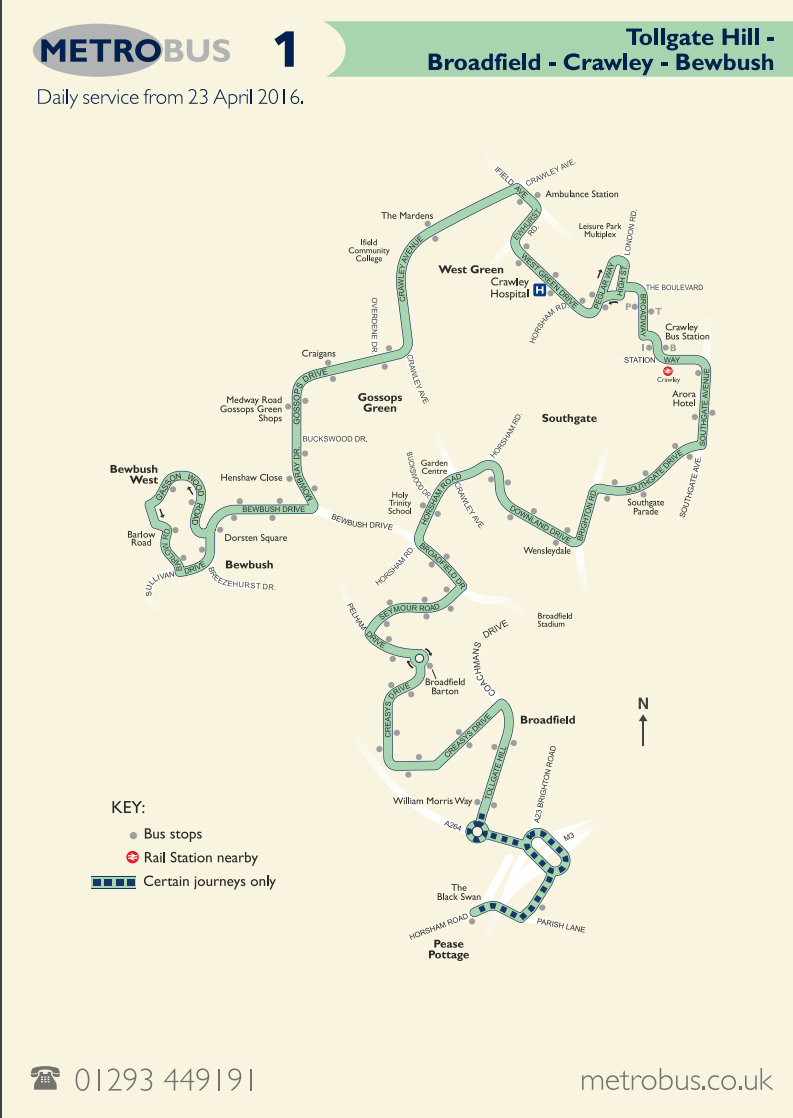 METROBUS
1
Tollgate Hill -
Broadfield - Crawley - Bewbush
Daily service from 23 April 2016.
IFIELD AVE
CRAWLEY AVE.
Ambulance Station
The Mardens
EWHURST
RD.
Leisure Park
Multiplex
LONDON RD.
Ifield
Community
College
CRAWLEY AVENUE
West Green
Crawley
Hospital
H
WEST GREEN DRIVE
PEGLAR WAY
HIGH ST.
THE BOULEVARD
HORSHAM RD.
BROADWAY
P
T
I
B
Crawley
Bus Station
STATION WAY
Crawley
OVERDENE DR.
CRAWLEY AVE
Craigans
GOSSOPS DRIVE
Gossops
Green
Medway Road
Gossops Green
Shops
Arora
Hotel
SOUTHGATE AVENUE
Southgate
BUCKSWOOD DR.
HORSHAM RD.
Bewbush
West
GASSON WOOD ROAD
Henshaw Close
MOWBRAY DR.
BUCKSWOOD DR.
Garden
Centre
HORSHAM ROAD
CRAWLEY AVE
SOUTHGATE DRIVE
SOUTHGATE AVE.
Southgate
Parade
Holy
Trinity
School
BEWBUSH DRIVE
BEWBUSH DRIVE
DOWNLAND DRIVE
BRIGHTON RD
Barlow
Road
BARLOW RD
Dorsten Square
Wensleydale
Bewbush
SULLIVAN DRIVE
BREEZEHURST DR.
HORSHAM RD
BROADFIELD DR.
SEYMOUR ROAD
PELHAM DRIVE
Broadfield
Stadium
COACHMANS DRIVE
Broadfield
Barton
CREASYS DRIVE
CREASYS DRIVE
Broadfield
N
TOLLGATE HILL
A23 BRIGHTON ROAD
William Morris Way
A264
M3
KEY:
Bus stops
Rail Station nearby
Certain journeys only
The
Black Swan
HORSHAM ROAD
PARISH LANE
Pease
Pottage
01293 449191
metrobus.co.uk